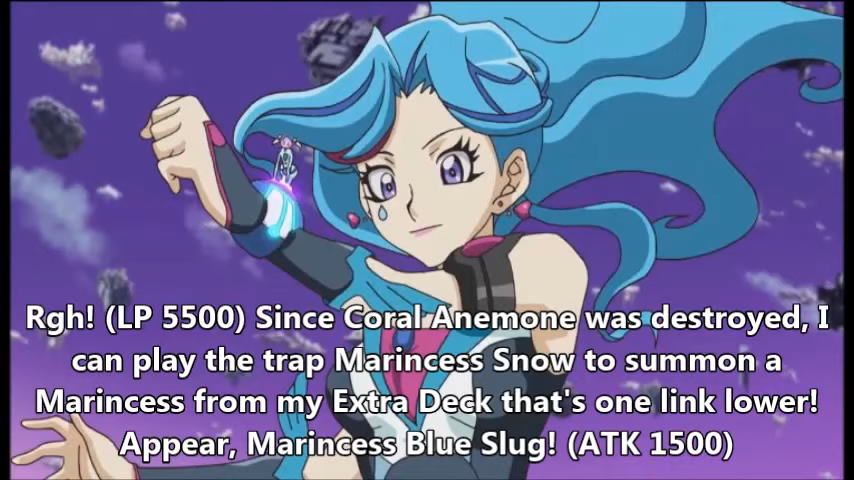 Rgh! (LP 5500) Since Coral Anemone was destroyed, I
can play the trap Marincess Snow to summon a
Marincess from my Extra Deck that's one link lower!
Appear, Marincess Blue Slug! (ATK 1500)